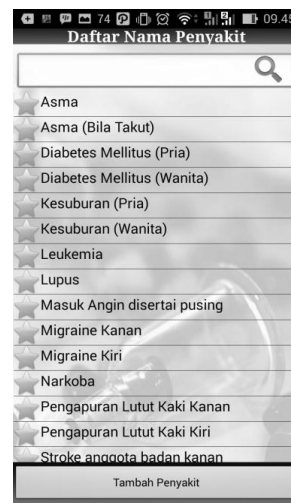 74 09.45
Daftar Nama Penyakit
Asma
Asma (Bila Takut)
Diabetes Mellitus (Pria)
Diabetes Mellitus (Wanita)
Kesuburan (Pria)
Kesuburan (Wanita)
Leukemia
Lupus
Masuk Angin disertai pusing
Migraine Kanan
Migraine Kiri
Narkoba
Pengapuran Lutut Kaki Kanan
Pengapuran Lutut Kaki Kiri
Stroke anggota badan kanan
Tambah Penyakit